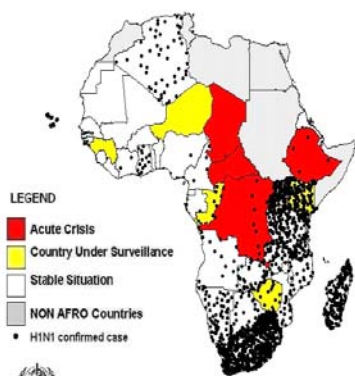 LEGEND
Acute Crisis
Country Under Surveillance
Stable Situation
NON AFRO Countries
H1N1 confirmed case